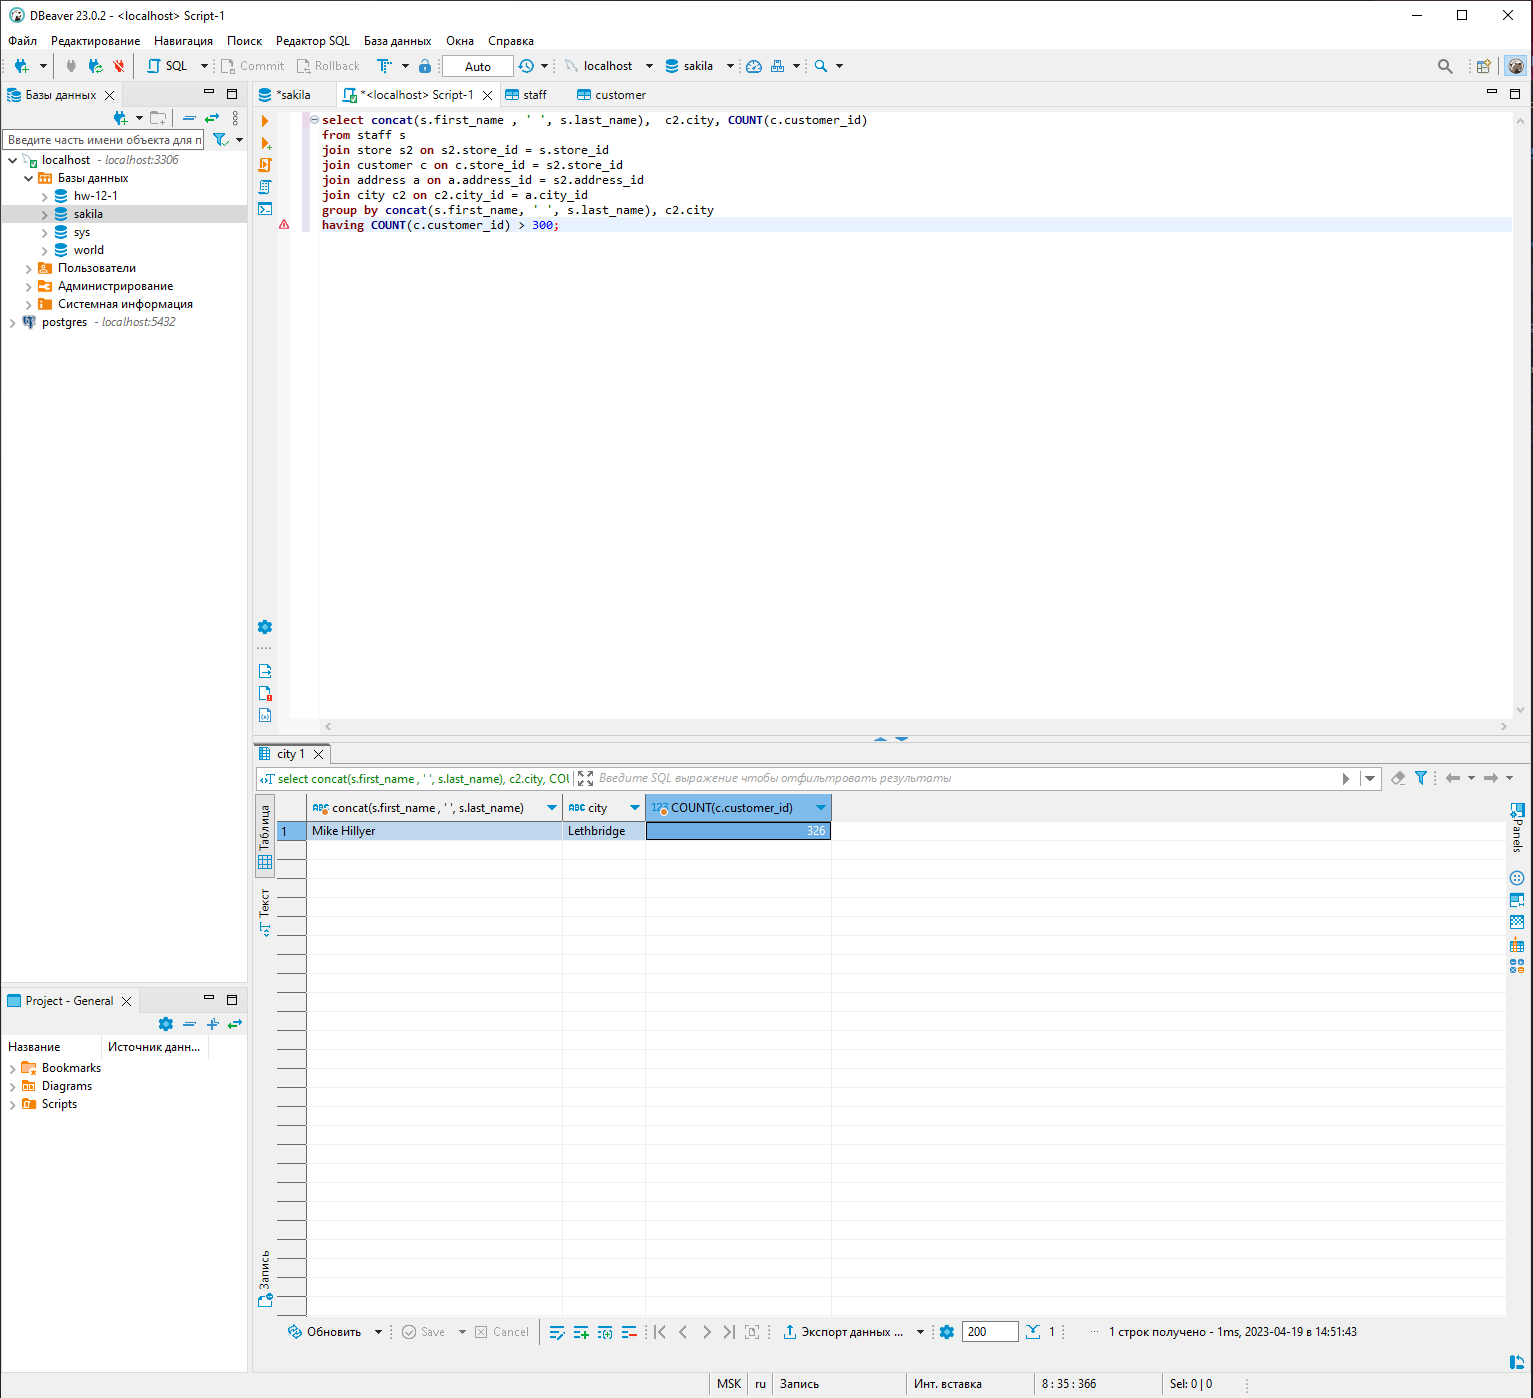 DBeaver 23.0.2 - <localhost> Script-1
Файл Редактирование Навигация Поиск Редактор SQL База данных Окна Справка
SQL Commit Rollback Auto localhost sakila
Базы данных
Введите часть имени объекта для п
localhost - localhost:3306
Базы данных
hw-12-1
sakila
sys
world
Пользователи
Администрирование
Системная информация
postgres - localhost:5432
*sakila *<localhost> Script-1 staff customer
select concat(s.first_name , ' ', s.last_name),  c2.city, COUNT(c.customer_id)
from staff s
join store s2 on s2.store_id = s.store_id
join customer c on c.store_id = s2.store_id
join address a on a.address_id = s2.address_id
join city c2 on c2.city_id = a.city_id
group by concat(s.first_name, ' ', s.last_name), c2.city
having COUNT(c.customer_id) > 300;
city 1
select concat(s.first_name , ' ', s.last_name), c2.city, COU
Введите SQL выражение чтобы отфильтровать результаты
Таблица
Текст
Запись
ABC concat(s.first_name , ' ', s.last_name) ABC city 123 COUNT(c.customer_id)
1 Mike Hillyer Lethbridge 326
Panels
Project - General
Название Источник данн...
Bookmarks
Diagrams
Scripts
Обновить Save Cancel Экспорт данных ... 200 1 ... 1 строк получено - 1ms, 2023-04-19 в 14:51:43
MSK ru Запись Инт. вставка 8 : 35 : 366 Sel: 0 | 0